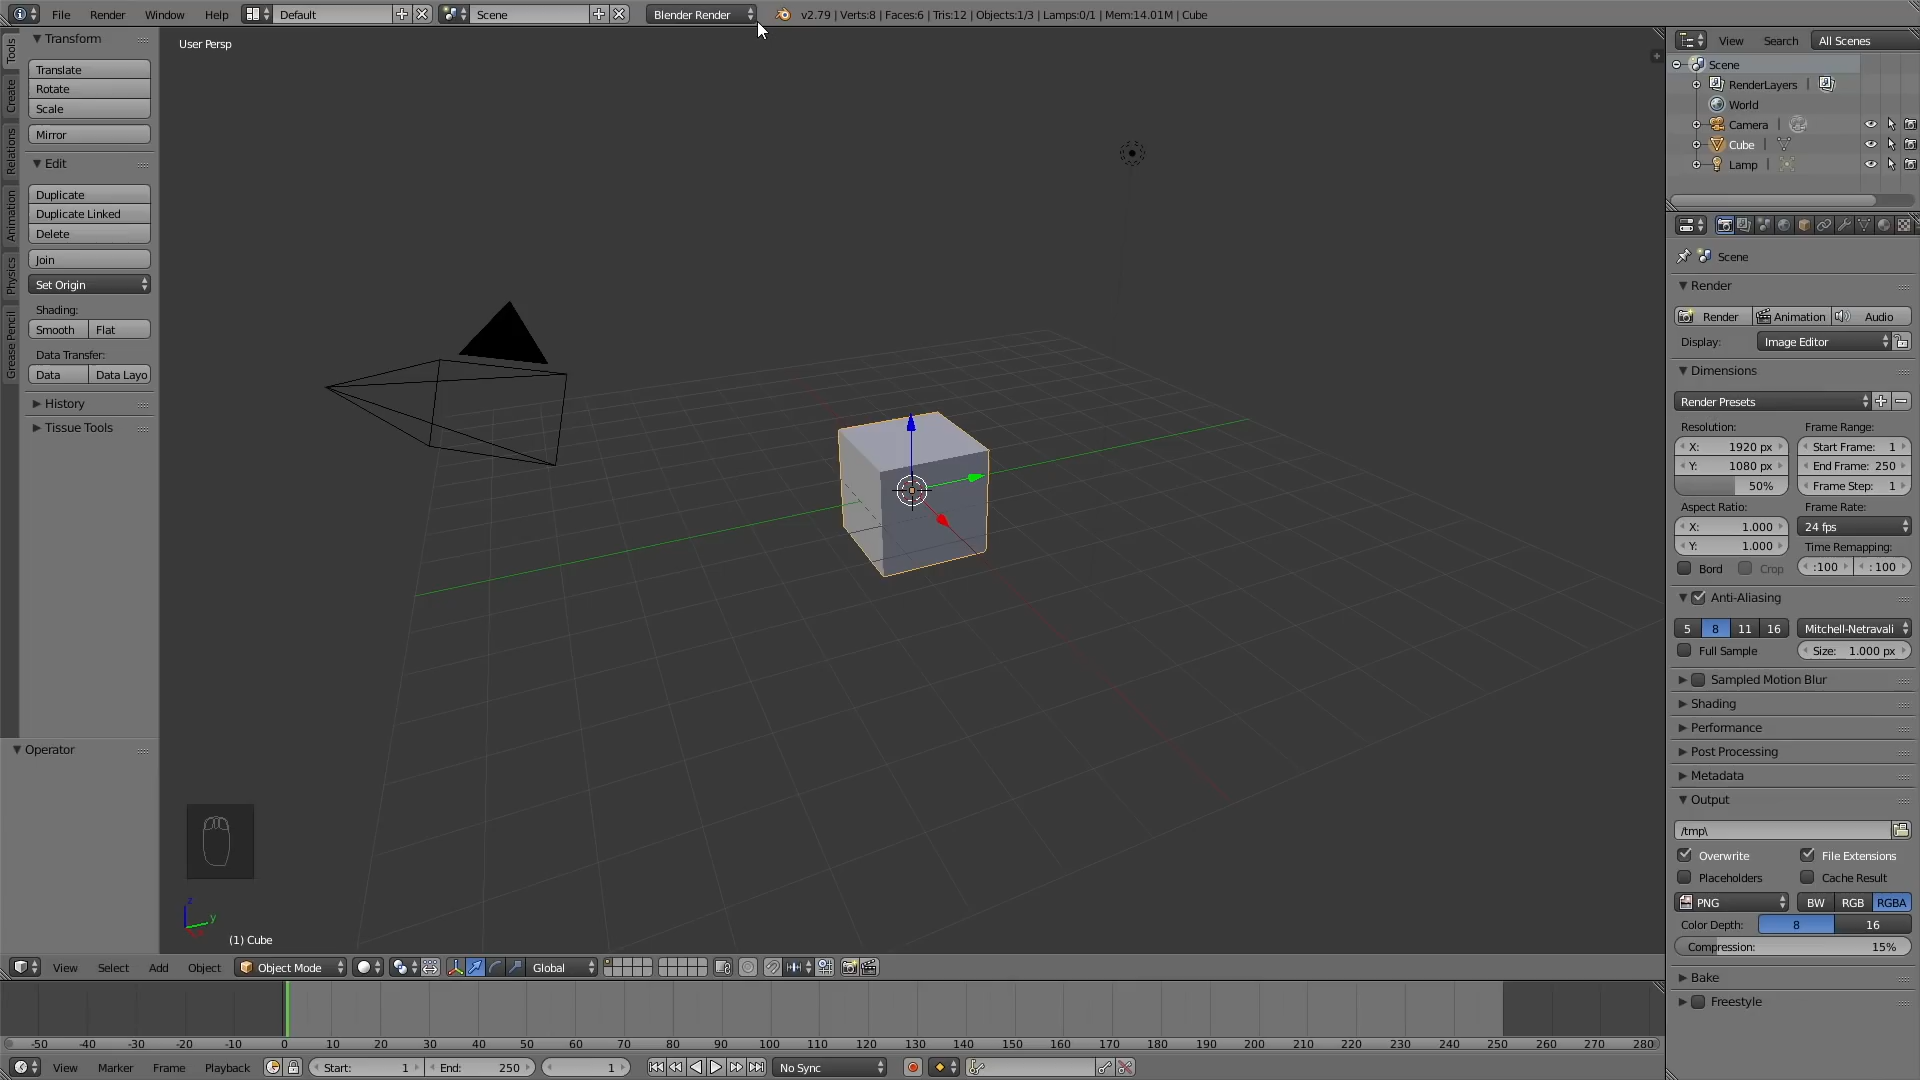 File Render Window Help Default Scene Blender Render v2.79 | Verts:8 | Faces:6 | Tris:12 | Objects:1/3 | Lamps:0/1 | Mem:14.01M | Cube
Tools
Create
Relations
Animation
Physics
Grease Pencil
Transform
Translate
Rotate
Scale
Mirror
Edit
Duplicate
Duplicate Linked
Delete
Join
Set Origin
Shading:
Smooth Flat
Data Transfer:
Data Data Layo
History
Tissue Tools
Operator
User Persp
z
y
(1) Cube
View Select Add Object Object Mode Global
-50 -40 -30 -20 -10 0 10 20 30 40 50 60 70 80 90 100 110 120 130 140 150 160 170 180 190 200 210 220 230 240 250 260 270 280
View Marker Frame Playback Start: 1 End: 250 1 No Sync
View Search All Scenes
Scene
RenderLayers |
World
Camera |
Cube |
Lamp |
Scene
Render
Render Animation Audio
Display: Image Editor
Dimensions
Render Presets
Resolution: Frame Range:
X: 1920 px Start Frame: 1
Y: 1080 px End Frame: 250
50% Frame Step: 1
Aspect Ratio: Frame Rate:
X: 1.000 24 fps
Y: 1.000 Time Remapping:
Bord Crop :100 : 100
Anti-Aliasing
5 8 11 16 Mitchell-Netravali
Full Sample Size: 1.000 px
Sampled Motion Blur
Shading
Performance
Post Processing
Metadata
Output
/tmp\
Overwrite File Extensions
Placeholders Cache Result
PNG BW RGB RGBA
Color Depth: 8 16
Compression: 15%
Bake
Freestyle